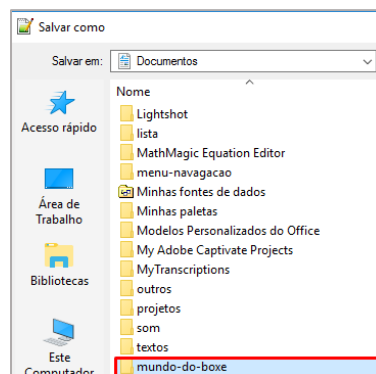 Salvar como
Salvar em:
Documentos
Nome
Acesso rápido
Área de
Trabalho
Bibliotecas
Este
Computador
Lightshot
lista
MathMagic Equation Editor
menu-navagacao
Minhas fontes de dados
Minhas paletas
Modelos Personalizados do Office
My Adobe Captivate Projects
MyTranscriptions
outros
projetos
som
textos
mundo-do-boxe